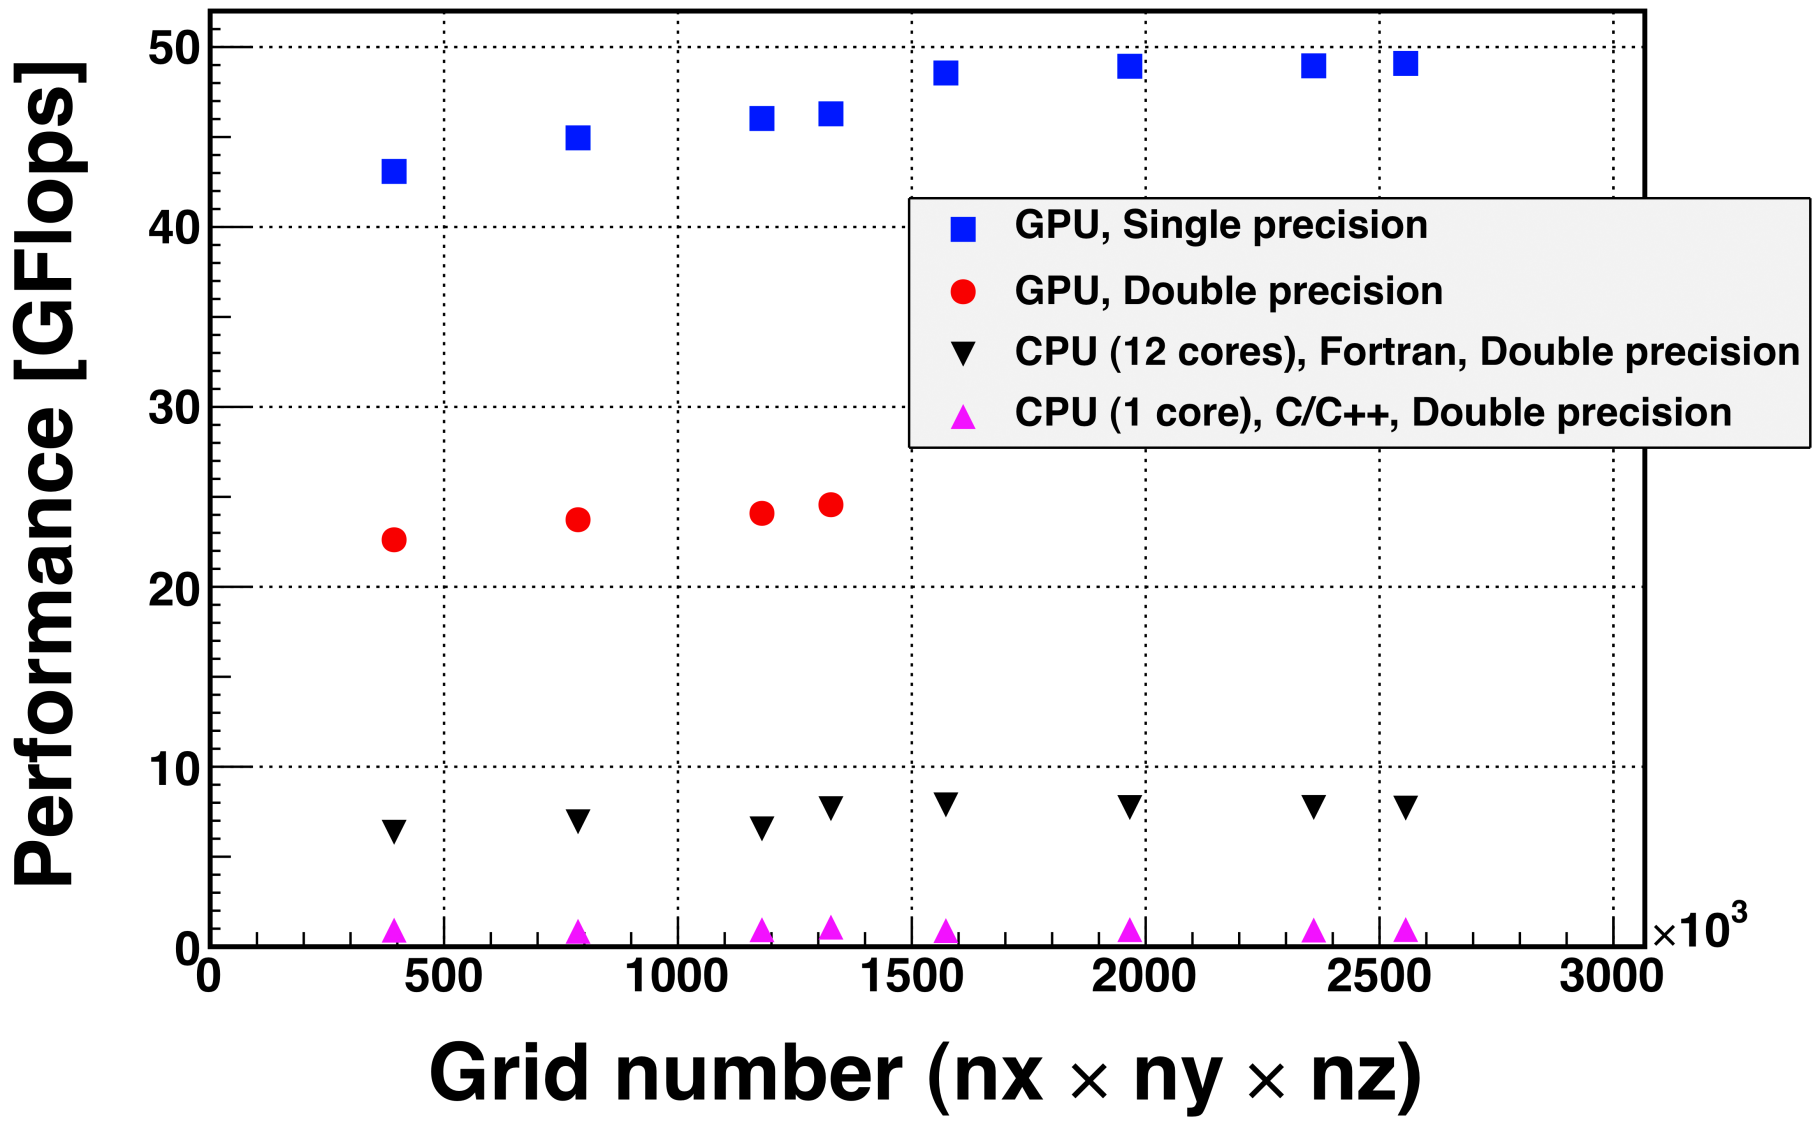 Performance [GFlops]
50
40
30
20
10
0
GPU, Single precision
GPU, Double precision
CPU (12 cores), Fortran, Double precision
CPU (1 core), C/C++, Double precision
0 500 1000 1500 2000 2500 3000
×10³
Grid number (nx × ny × nz)